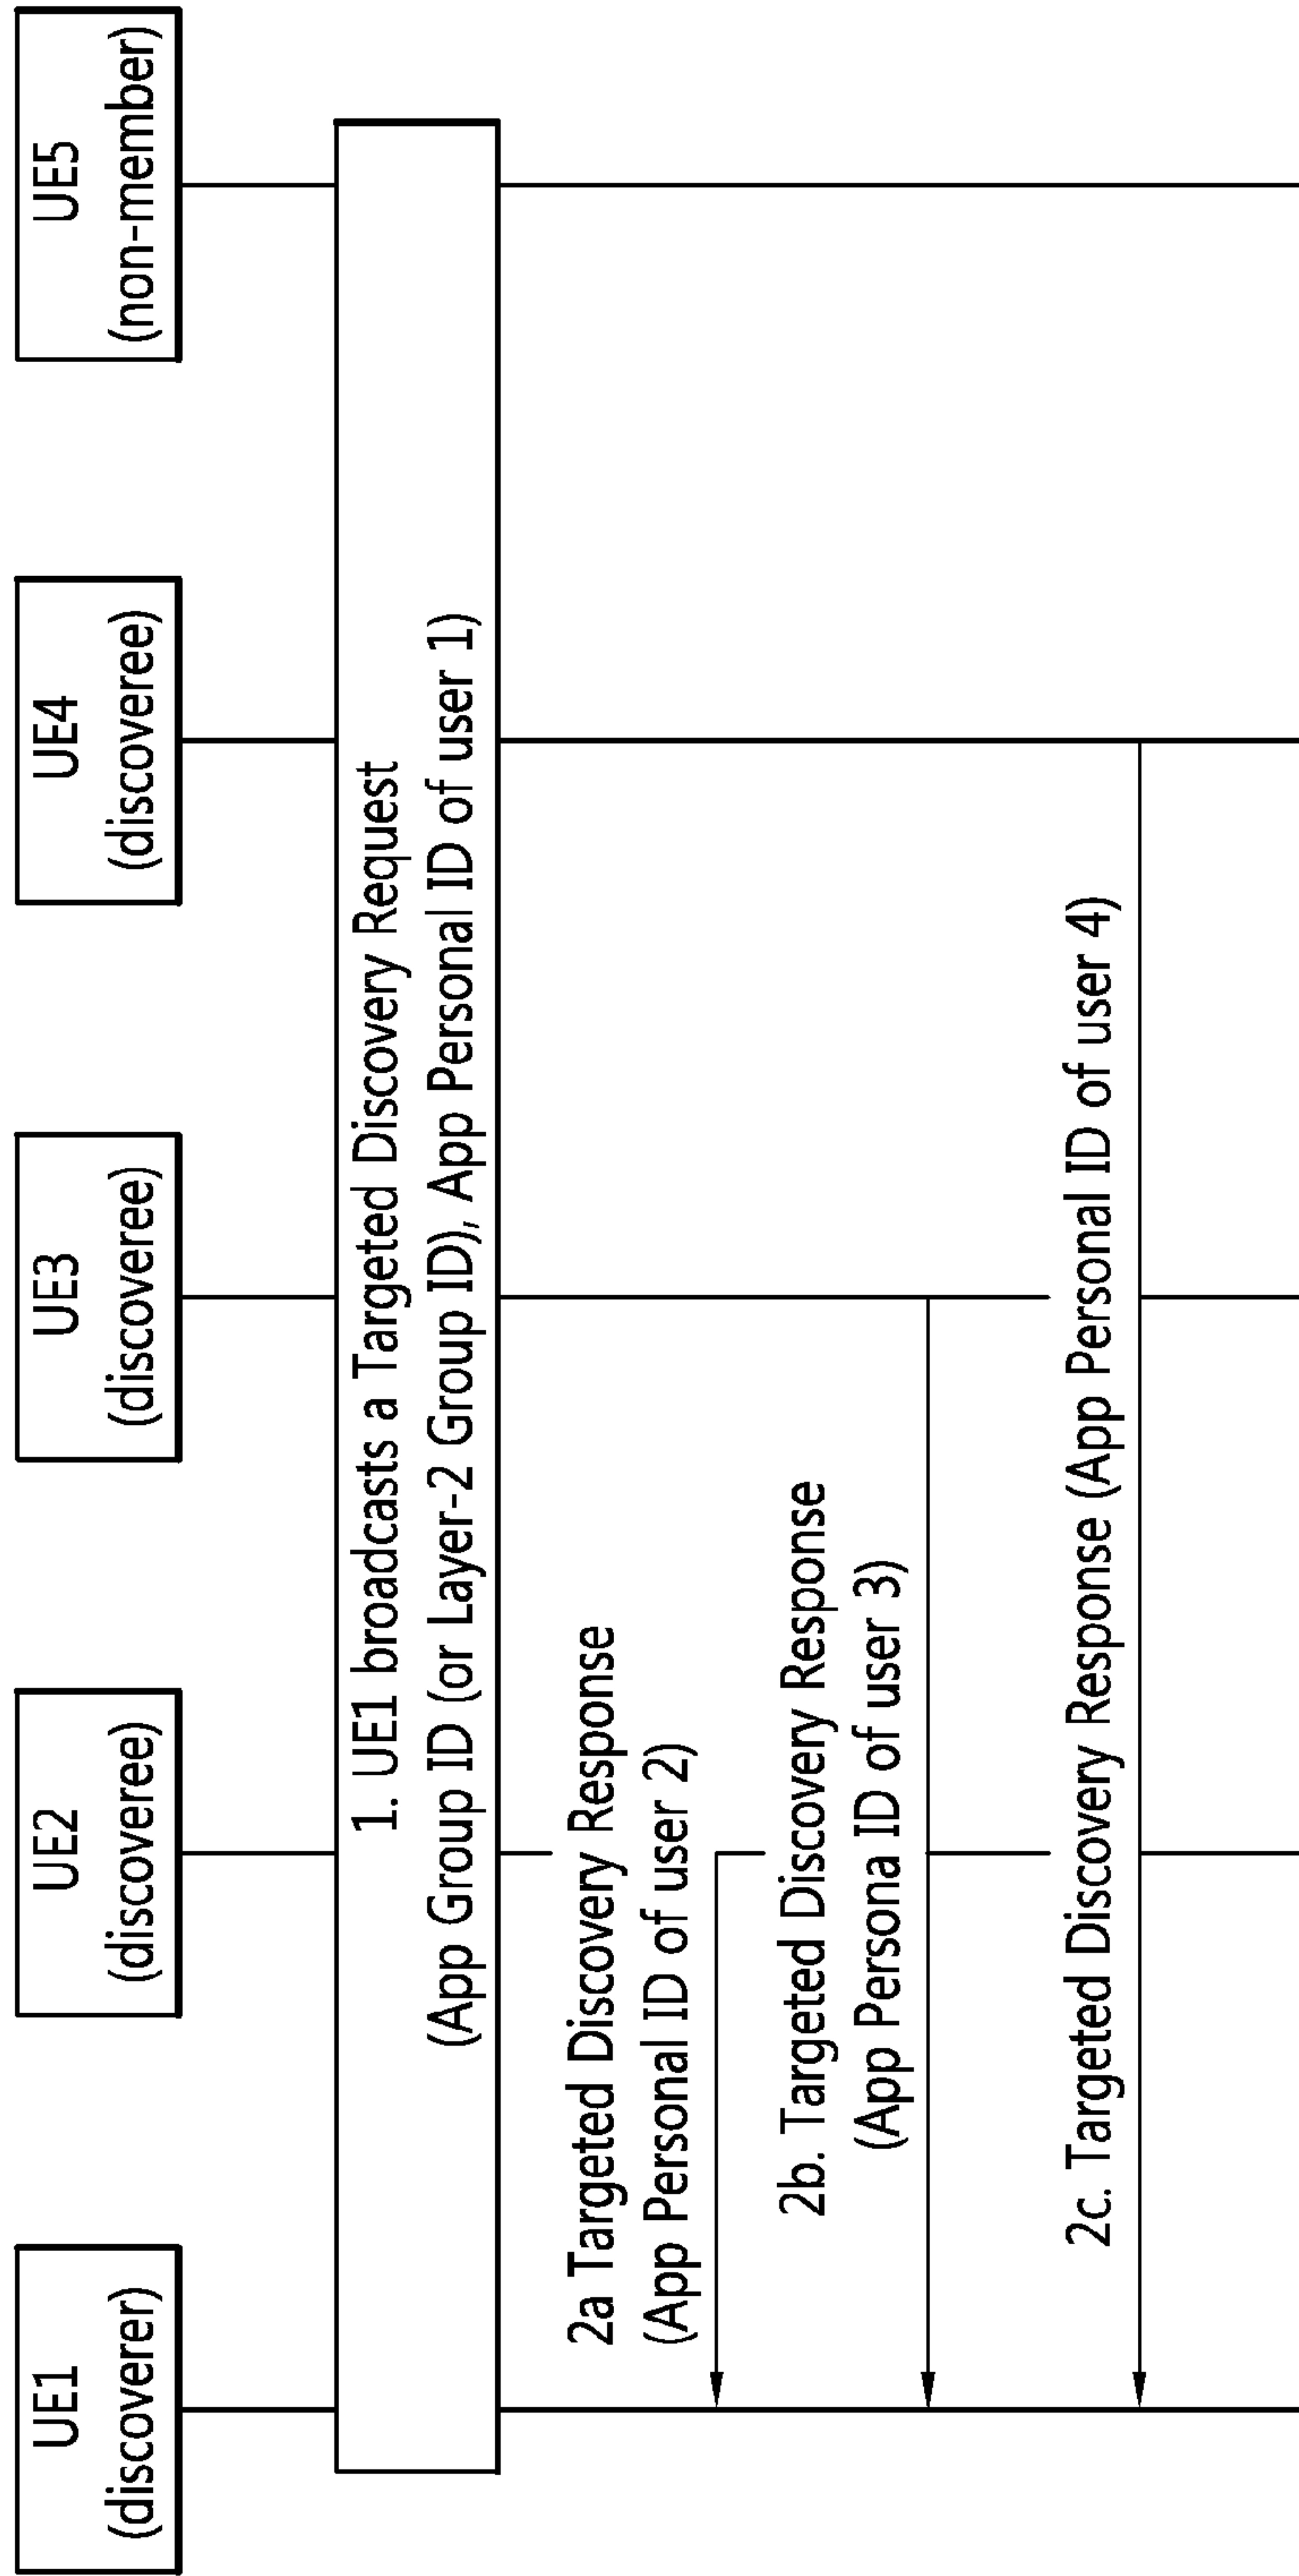 UE1
(discoverer)
UE2
(discoveree)
UE3
(discoveree)
UE4
(discoveree)
UE5
(non-member)
1. UE1 broadcasts a Targeted Discovery Request
(App Group ID (or Layer-2 Group ID), App Personal ID of user 1)
2a Targeted Discovery Response
(App Personal ID of user 2)
2b. Targeted Discovery Response
(App Persona ID of user 3)
2c. Targeted Discovery Response (App Personal ID of user 4)